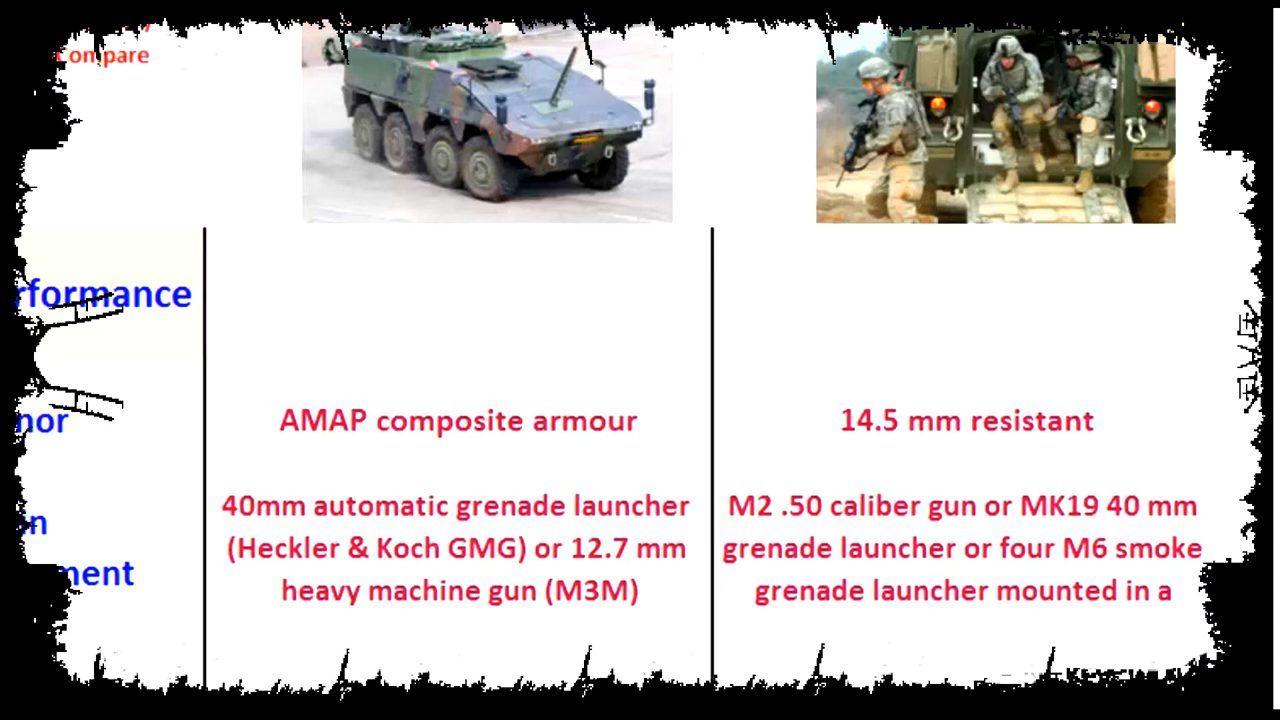 Compare
rformance
AMAP composite armour
14.5 mm resistant
40mm automatic grenade launcher
(Heckler & Koch GMG) or 12.7 mm
heavy machine gun (M3M)
M2 .50 caliber gun or MK19 40 mm
grenade launcher or four M6 smoke
grenade launcher mounted in a